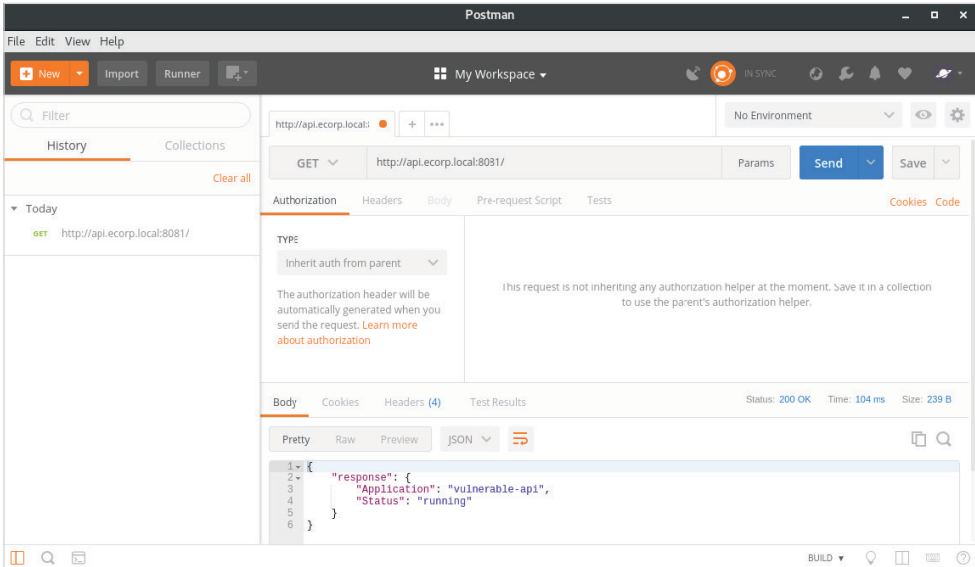 Postman
File Edit View Help
New
Import
Runner
My Workspace
IN SYNC
Filter
History
Collections
Clear all
Today
GET http://api.ecorp.local:8081/
http://api.ecorp.local:
No Environment
GET
http://api.ecorp.local:8081/
Params
Send
Save
Authorization
Headers
Body
Pre-request Script
Tests
Cookies
Code
TYPE
Inherit auth from parent
The authorization header will be
automatically generated when you
send the request. Learn more
about authorization
This request is not inheriting any authorization helper at the moment. Save it in a collection
to use the parent's authorization helper.
Body
Cookies
Headers (4)
Test Results
Status: 200 OK
Time: 104 ms
Size: 239 B
Pretty
Raw
Preview
JSON
1 {
2 "response": {
3 "Application": "vulnerable-api",
4 "Status": "running"
5 }
6 }
BUILD